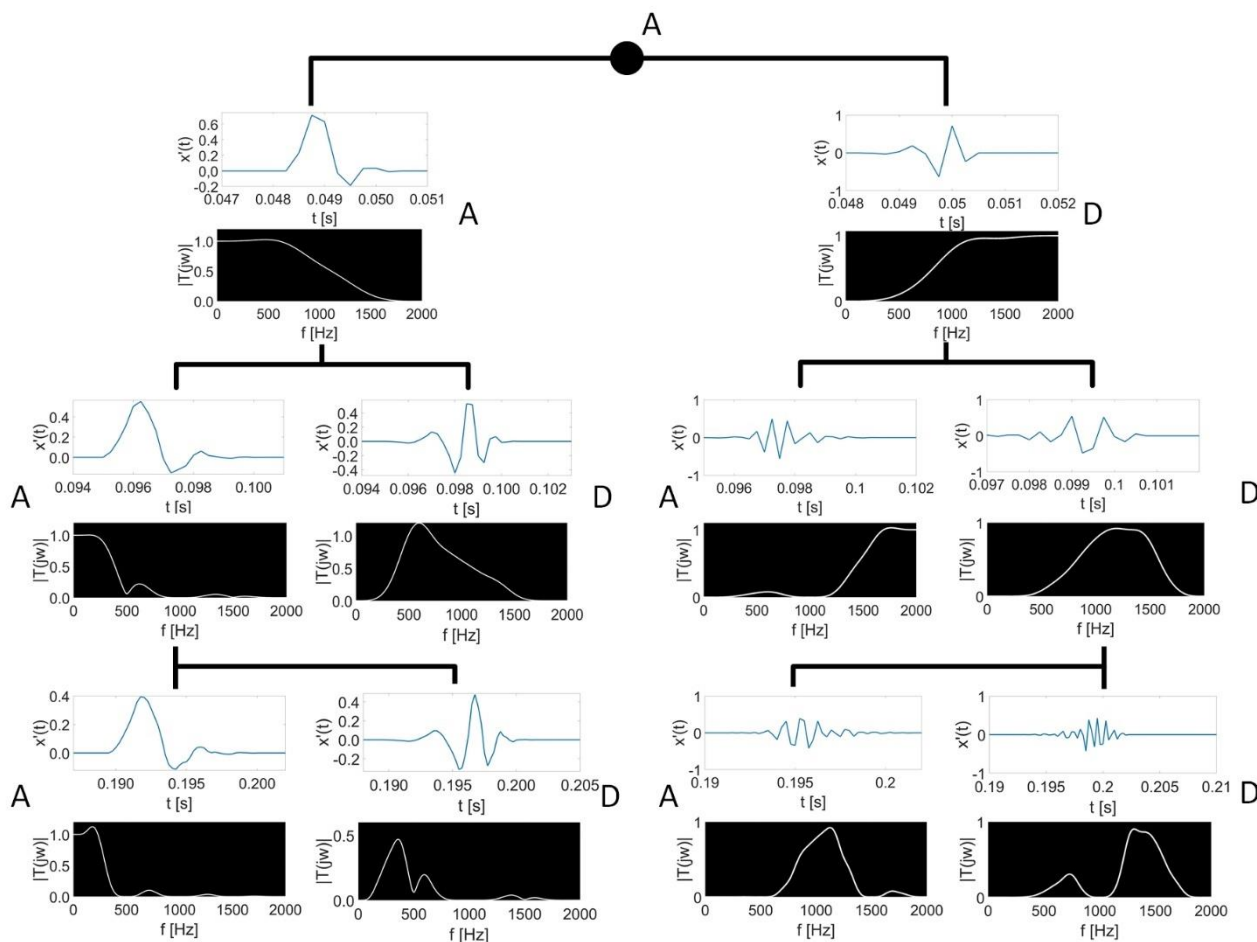 A
x'(t)
0.6
0.4
0.2
0,0
-0.2
0.047 0.048 0.049 0.050 0.051
t [s]
A
|T(jw)|
1.0
0.5
0.0
0 500 1000 1500 2000
f [Hz]
x'(t)
1
0
-1
0.048 0.049 0.05 0.051 0.052
t [s]
D
|T(jw)|
1
0.5
0
0 500 1000 1500 2000
f [Hz]
x'(t)
0.4
0.2
0.0
0.094 0.096 0.098 0.100
t [s]
A
|T(jw)|
1.0
0.5
0.0
0 500 1000 1500 2000
f [Hz]
x'(t)
0.4
0.2
0.0
-0.2
-0.4
0.094 0.096 0.098 0.100 0.102
t [s]
D
|T(jw)|
1.0
0.5
0.0
0 500 1000 1500 2000
f [Hz]
x'(t)
1
0
-1
0.096 0.098 0.1 0.102
t [s]
A
|T(jw)|
1
0.5
0
0 500 1000 1500 2000
f [Hz]
x'(t)
1
0
-1
0.097 0.098 0.099 0.1 0.101
t [s]
D
|T(jw)|
1
0.5
0
0 500 1000 1500 2000
f [Hz]
x'(t)
0.4
0.2
0.0
0.190 0.195 0.200
t [s]
A
|T(jw)|
1.0
0.5
0.0
0 500 1000 1500 2000
f [Hz]
x'(t)
0.4
0.2
0.0
-0.2
0.190 0.195 0.200 0.205
t [s]
D
|T(jw)|
0.5
0.0
0 500 1000 1500 2000
f [Hz]
x'(t)
1
0
-1
0.19 0.195 0.2
t [s]
A
|T(jw)|
1
0.5
0
0 500 1000 1500 2000
f [Hz]
x'(t)
1
0
-1
0.19 0.195 0.2 0.205 0.21
t [s]
D
|T(jw)|
1
0.5
0
0 500 1000 1500 2000
f [Hz]